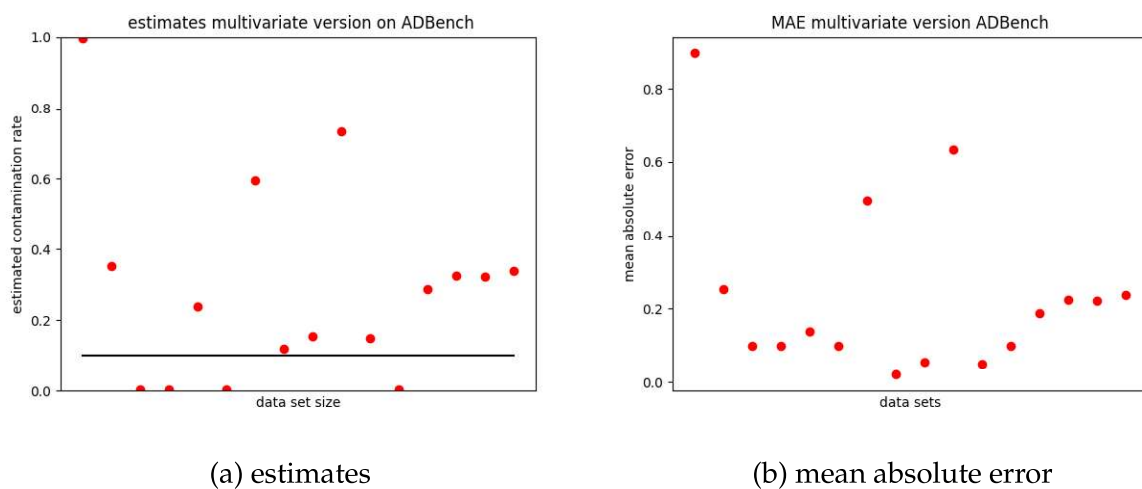 estimates multivariate version on ADBench
1.0
0.8
0.6
0.4
0.2
0.0
estimated contamination rate
data set size
(a) estimates
MAE multivariate version ADBench
0.8
0.6
0.4
0.2
0.0
mean absolute error
data sets
(b) mean absolute error